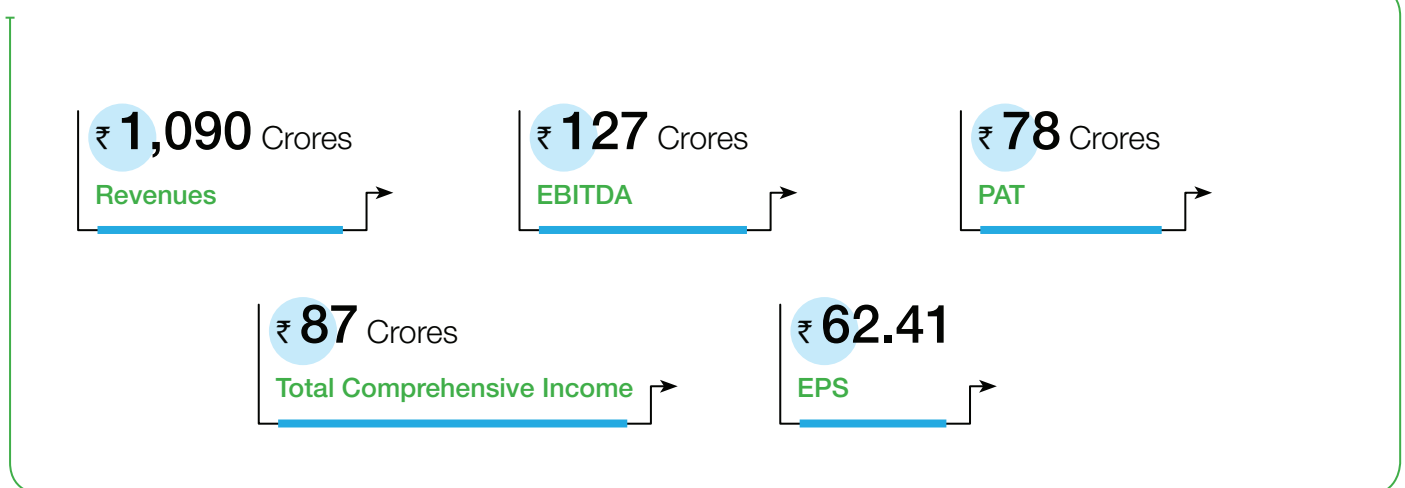 ₹ 1,090 Crores
Revenues
₹ 127 Crores
EBITDA
₹ 78 Crores
PAT
₹ 87 Crores
Total Comprehensive Income
₹ 62.41
EPS